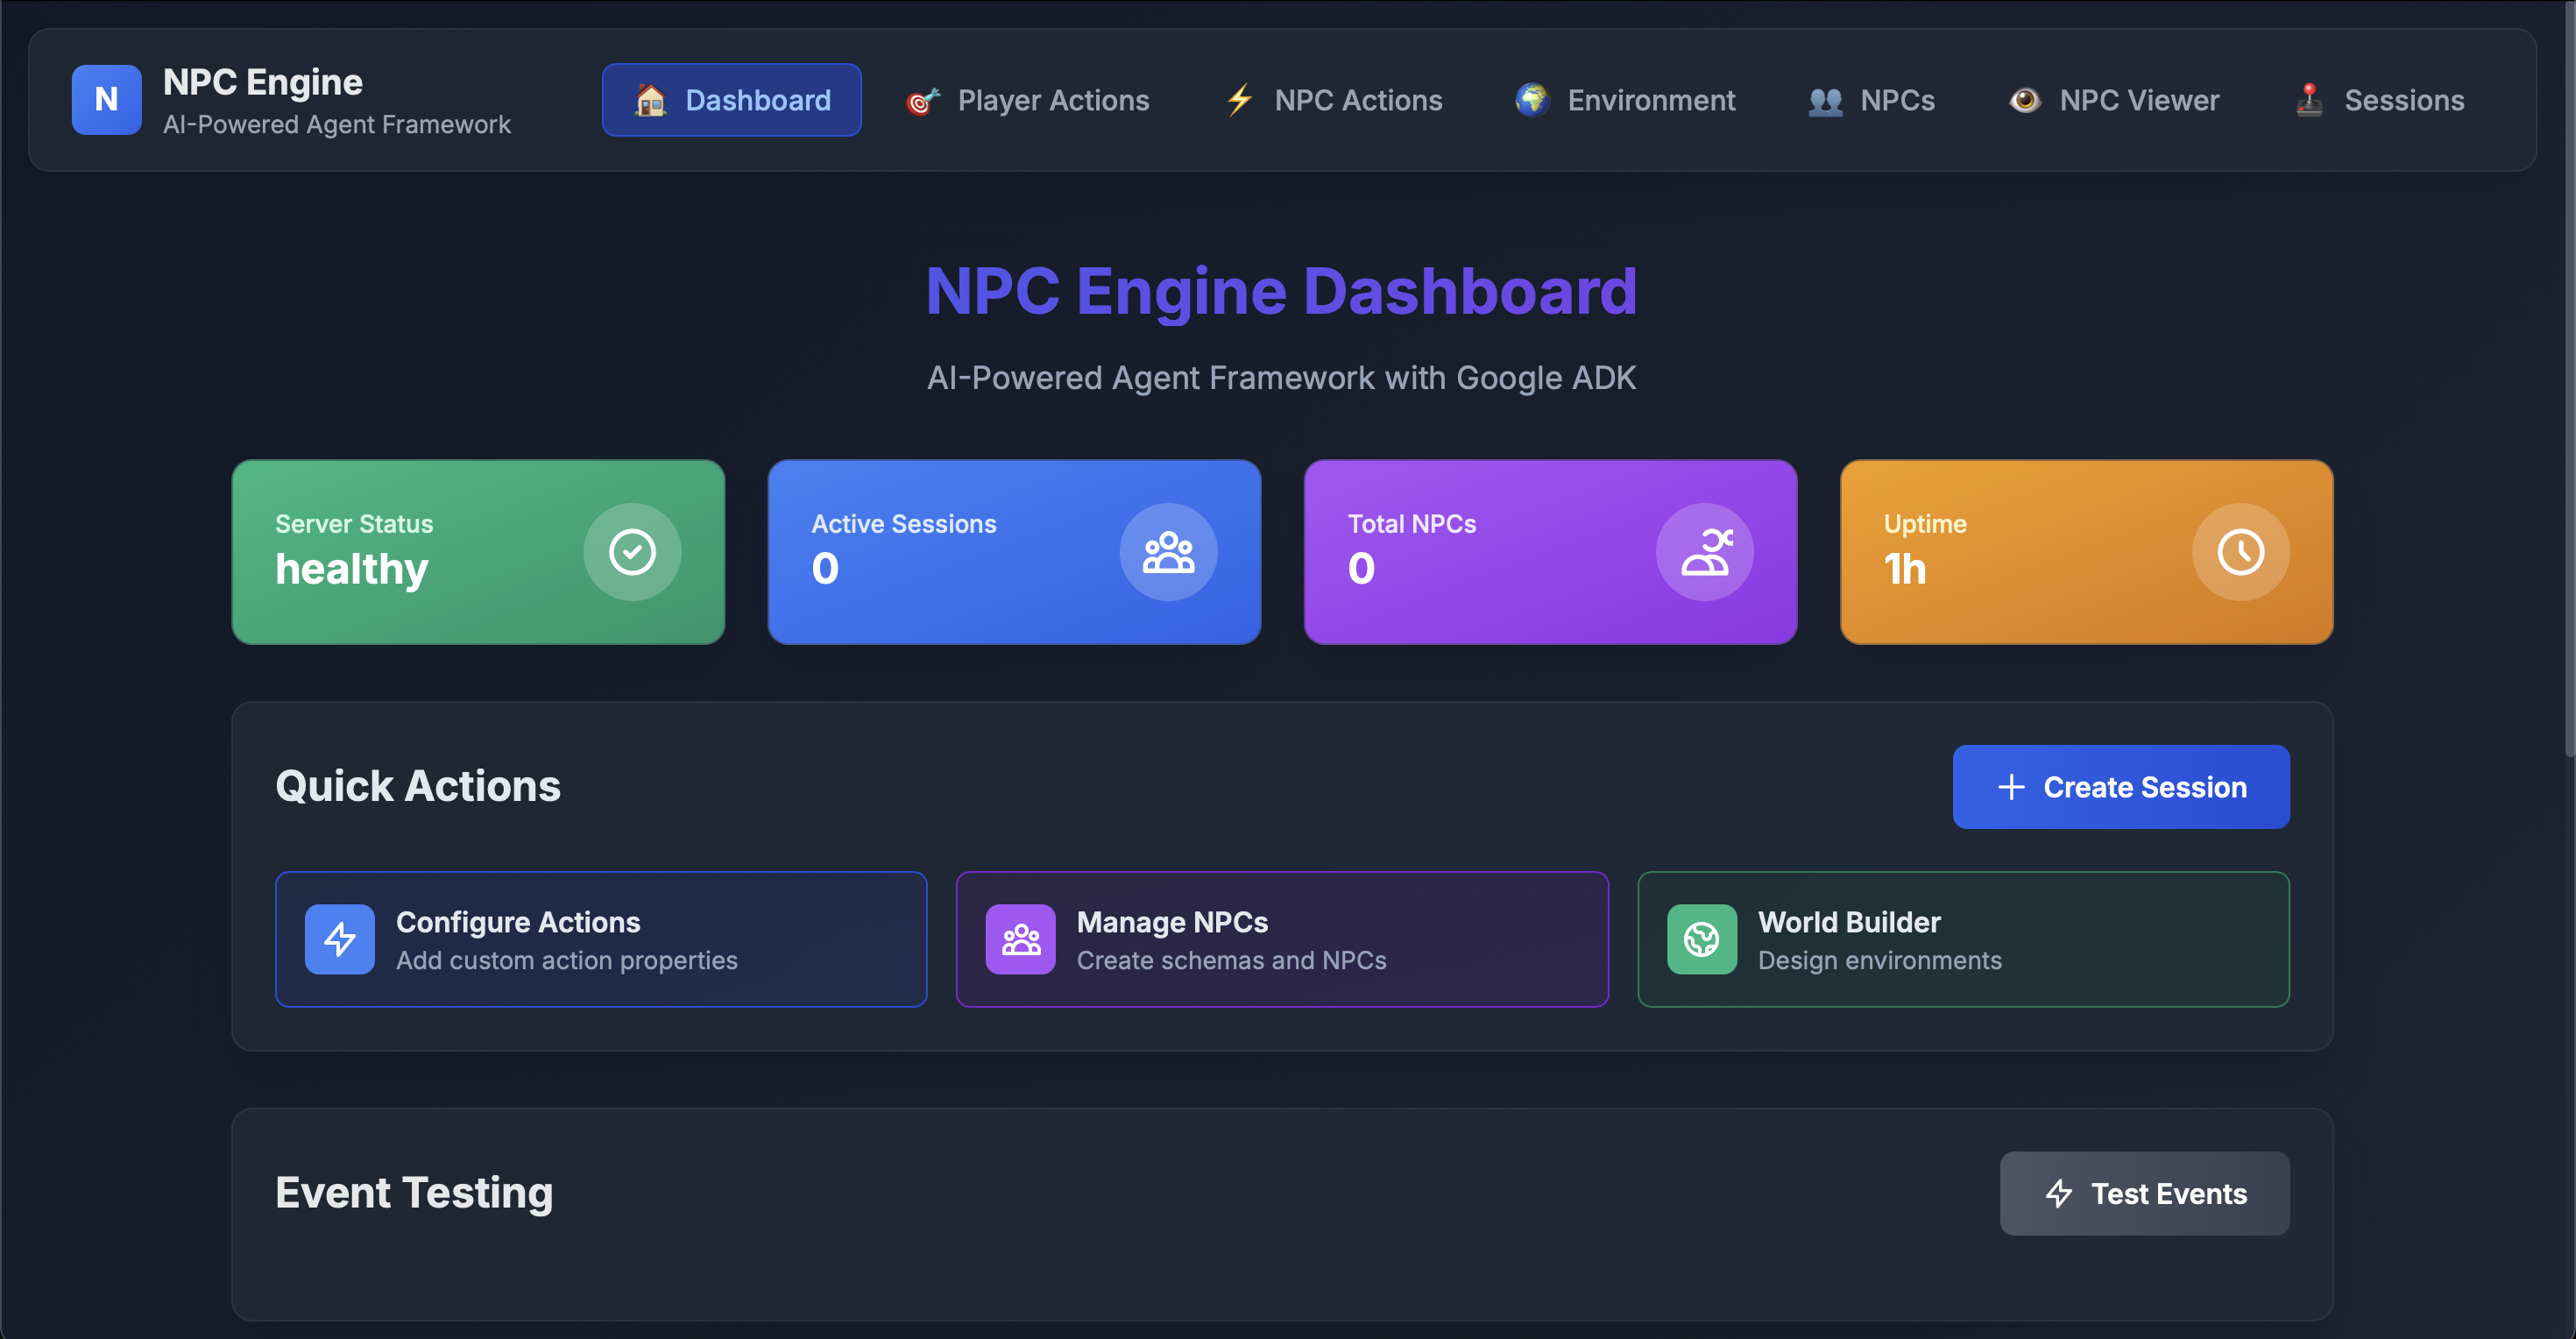 N
NPC Engine
AI-Powered Agent Framework
Dashboard
Player Actions
NPC Actions
Environment
NPCs
NPC Viewer
Sessions
NPC Engine Dashboard
AI-Powered Agent Framework with Google ADK
Server Status
healthy
Active Sessions
0
Total NPCs
0
Uptime
1h
Quick Actions
Create Session
Configure Actions
Add custom action properties
Manage NPCs
Create schemas and NPCs
World Builder
Design environments
Event Testing
Test Events